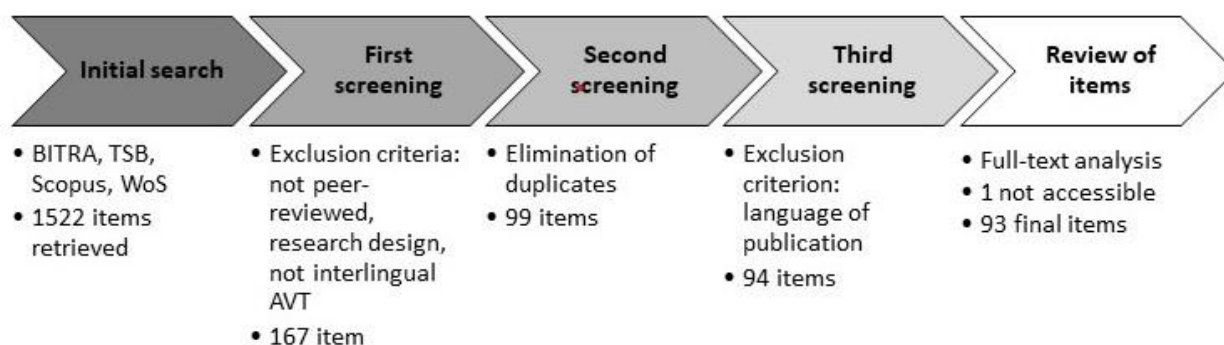 Initial search
First
screening
Second
screening
Third
screening
Review of
items
• BITRA, TSB,
Scopus, WoS
• 1522 items
retrieved
• Exclusion criteria:
not peer-
reviewed,
research design,
not interlingual
AVT
• 167 item
• Elimination of
duplicates
• 99 items
• Exclusion
criterion:
language of
publication
• 94 items
• Full-text analysis
• 1 not accessible
• 93 final items